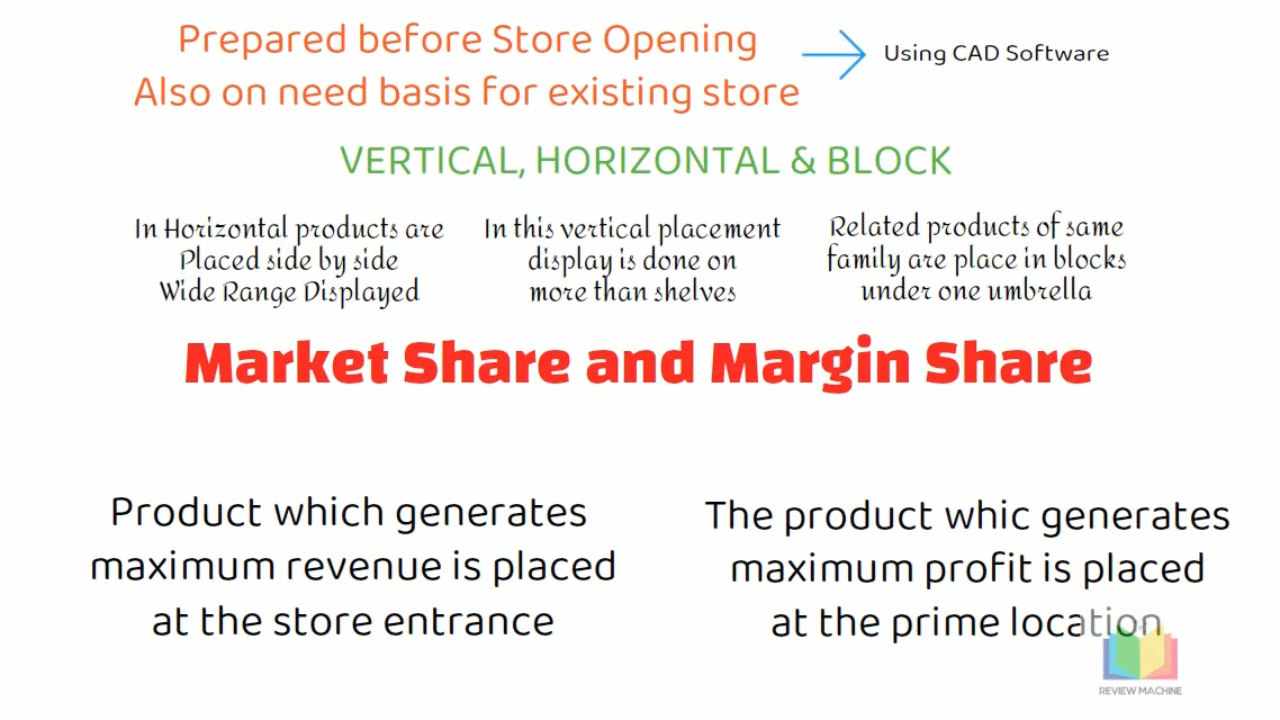 Prepared before Store Opening
Also on need basis for existing store
Using CAD Software
VERTICAL, HORIZONTAL & BLOCK
In Horizontal products are
Placed side by side
Wide Range Displayed
In this vertical placement
display is done on
more than shelves
Related products of same
family are place in blocks
under one umbrella
Market Share and Margin Share
Product which generates
maximum revenue is placed
at the store entrance
The product whic generates
maximum profit is placed
at the prime location
REVIEW MACHINE